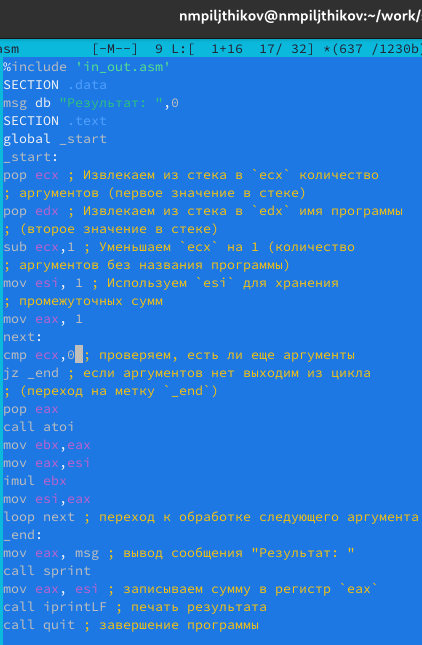 nmpiljthikov@nmpiljthikov:~/work/
asm [-M--] 9 L:[ 1+16 17/ 32] *(637 /1230b
%include 'in_out.asm'
SECTION .data
msg db "Результат: ",0
SECTION .text
global _start
_start:
pop ecx ; Извлекаем из стека в `ecx` количество
; аргументов (первое значение в стеке)
pop edx ; Извлекаем из стека в `edx` имя программы
; (второе значение в стеке)
sub ecx,1 ; Уменьшаем `ecx` на 1 (количество
; аргументов без названия программы)
mov esi, 1 ; Используем `esi` для хранения
; промежуточных сумм
mov eax, 1
next:
cmp ecx,0 ; проверяем, есть ли еще аргументы
jz _end ; если аргументов нет выходим из цикла
; (переход на метку `_end`)
pop eax
call atoi
mov ebx,eax
mov eax,esi
imul ebx
mov esi,eax
loop next ; переход к обработке следующего аргумента
_end:
mov eax, msg ; вывод сообщения "Результат: "
call sprint
mov eax, esi ; записываем сумму в регистр `eax`
call iprintLF ; печать результата
call quit ; завершение программы